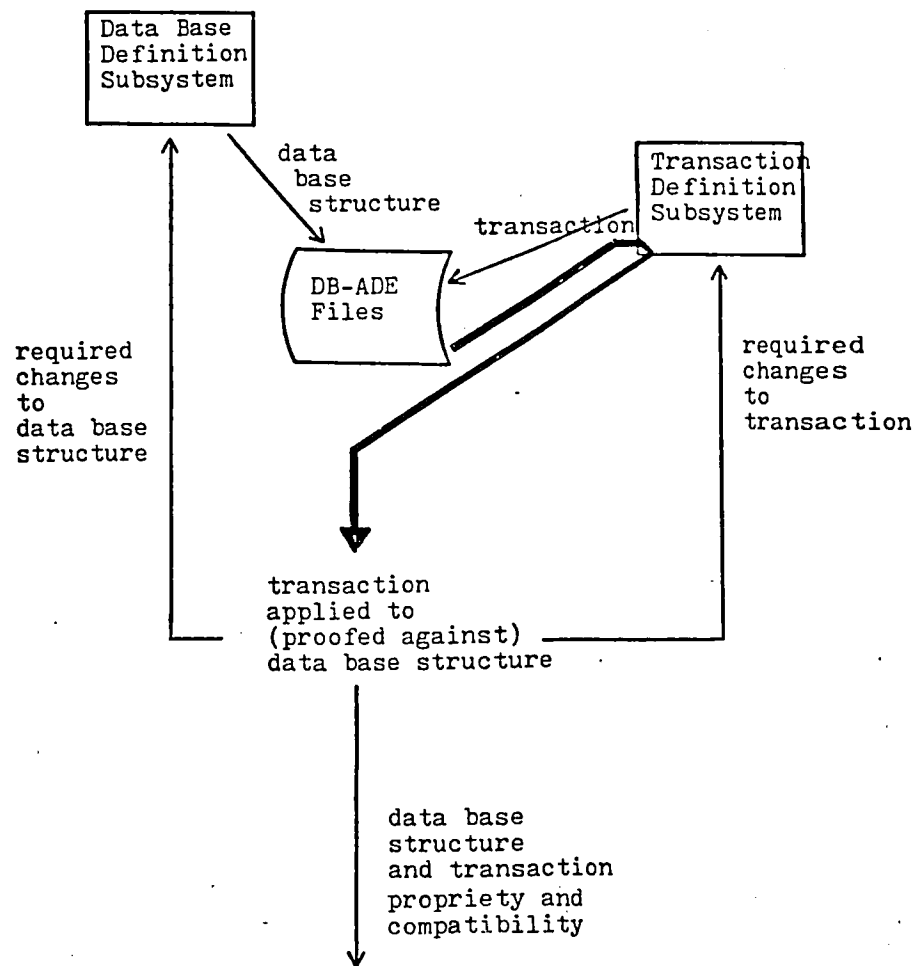 Data Base
Definition
Subsystem
data
base
structure
Transaction
Definition
Subsystem
transaction
DB-ADE
Files
required
changes
to
data base
structure
required
changes
to
transaction
transaction
applied to
(proofed against)
data base structure
data base
structure
and transaction
propriety and
compatibility